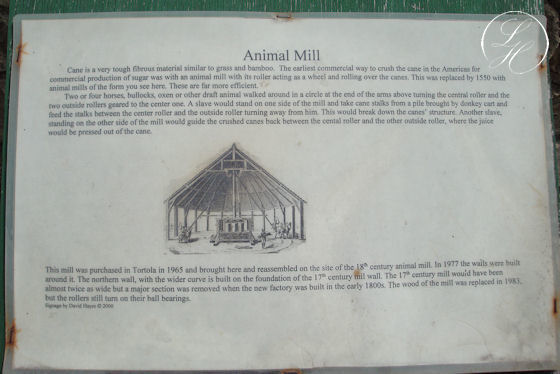 LH
Animal Mill
Cane is a very tough fibrous material similar to grass and bamboo. The earliest commercial way to crush the cane in the Americas for
commercial production of sugar was with an animal mill with its roller acting as a wheel and rolling over the canes. This was replaced by 1550 with
animal mills of the form you see here. These are far more efficient.
Two or four horses, bullocks, oxen or other draft animal walked around in a circle at the end of the arms above turning the central roller and the
two outside rollers geared to the center one. A slave would stand on one side of the mill and take cane stalks from a pile brought by donkey cart and
feed the stalks between the center roller and the outside roller turning away from him. This would break down the canes' structure. Another slave,
standing on the other side of the mill would guide the crushed canes back between the cental roller and the other outside roller, where the juice
would be pressed out of the cane.
This mill was purchased in Tortola in 1965 and brought here and reassembled on the site of the 18th century animal mill. In 1977 the walls were built
around it. The northern wall, with the wider curve is built on the foundation of the 17th century mil wall. The 17th century mill would have been
almost twice as wide but a major section was removed when the new factory was built in the early 1800s. The wood of the mill was replaced in 1983,
but the rollers still turn on their ball bearings.
Signage by David Hayes © 2006